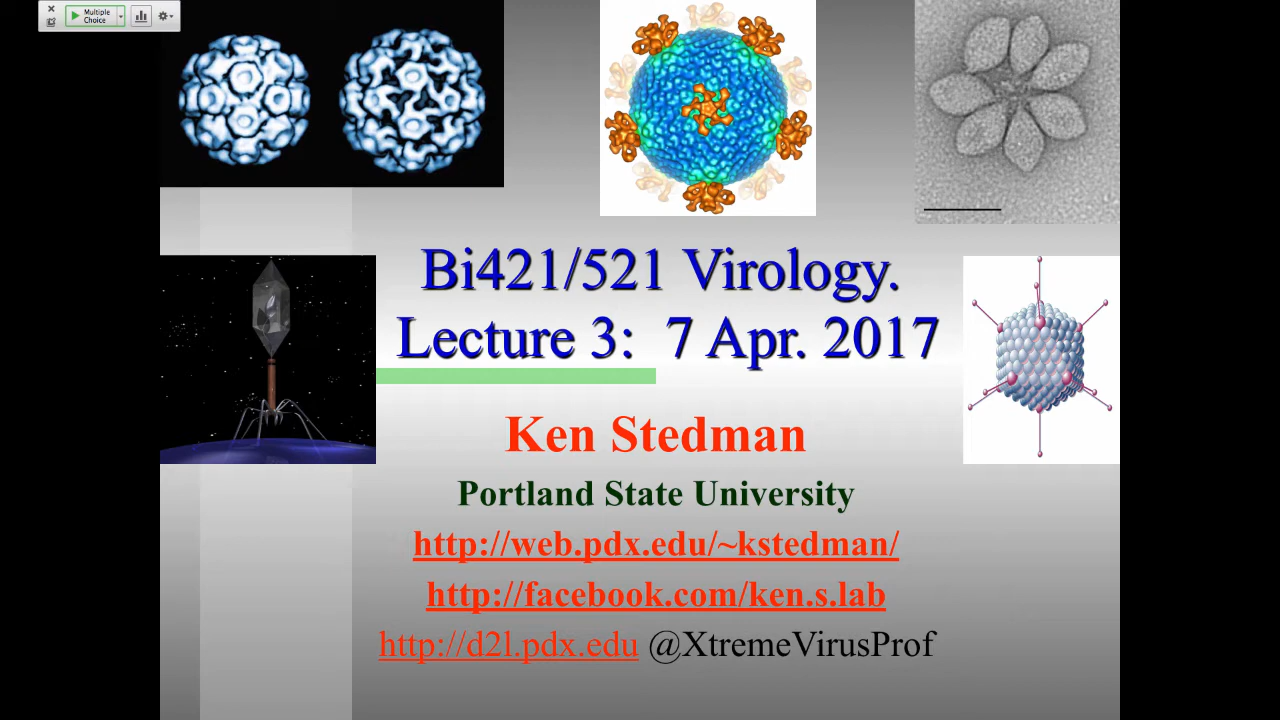 Multiple
Choice
Bi421/521 Virology.
Lecture 3: 7 Apr. 2017
Ken Stedman
Portland State University
http://web.pdx.edu/~kstedman/
http://facebook.com/ken.s.lab
http://d2l.pdx.edu @XtremeVirusProf